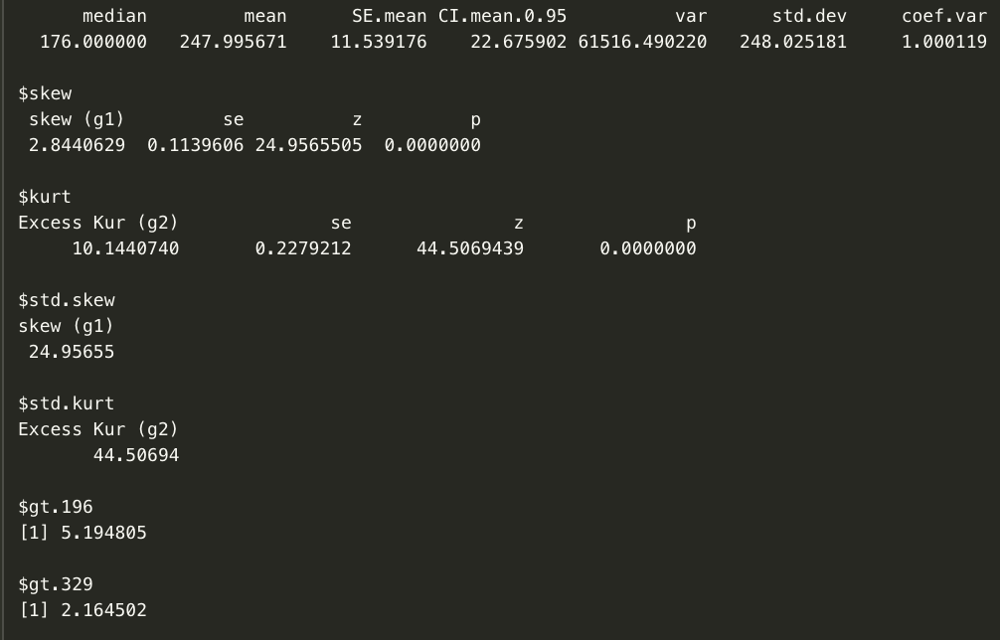 median mean SE.mean CI.mean.0.95 var std.dev coef.var
176.000000 247.995671 11.539176 22.675902 61516.490220 248.025181 1.000119
$skew
skew (g1) se z p
2.8440629 0.1139606 24.9565505 0.0000000
$kurt
Excess Kur (g2) se z p
10.1440740 0.2279212 44.5069439 0.0000000
$std.skew
skew (g1)
24.95655
$std.kurt
Excess Kur (g2)
44.50694
$gt.196
[1] 5.194805
$gt.329
[1] 2.164502